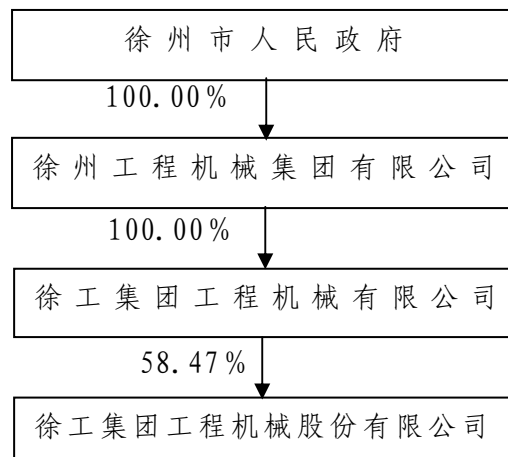 徐州市人民政府
100.00%
徐州工程机械集团有限公司
100.00%
徐工集团工程机械有限公司
58.47%
徐工集团工程机械股份有限公司